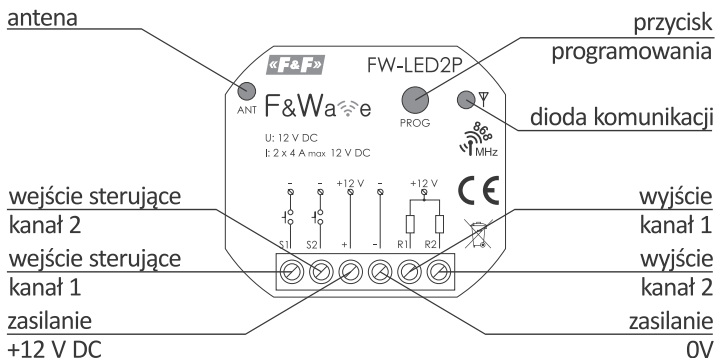 antena
przycisk
programowania
dioda komunikacji
«F&F»
FW-LED2P
ANT
F&Wave
PROG
868
MHz
U: 12 V DC
I: 2 x 4 A max 12 V DC
- - +12 V - +12 V
CE
S1 S2 + - R1 R2
wejście sterujące
kanał 2
wejście sterujące
kanał 1
zasilanie
+12 V DC
wyjście
kanał 1
wyjście
kanał 2
zasilanie
0V